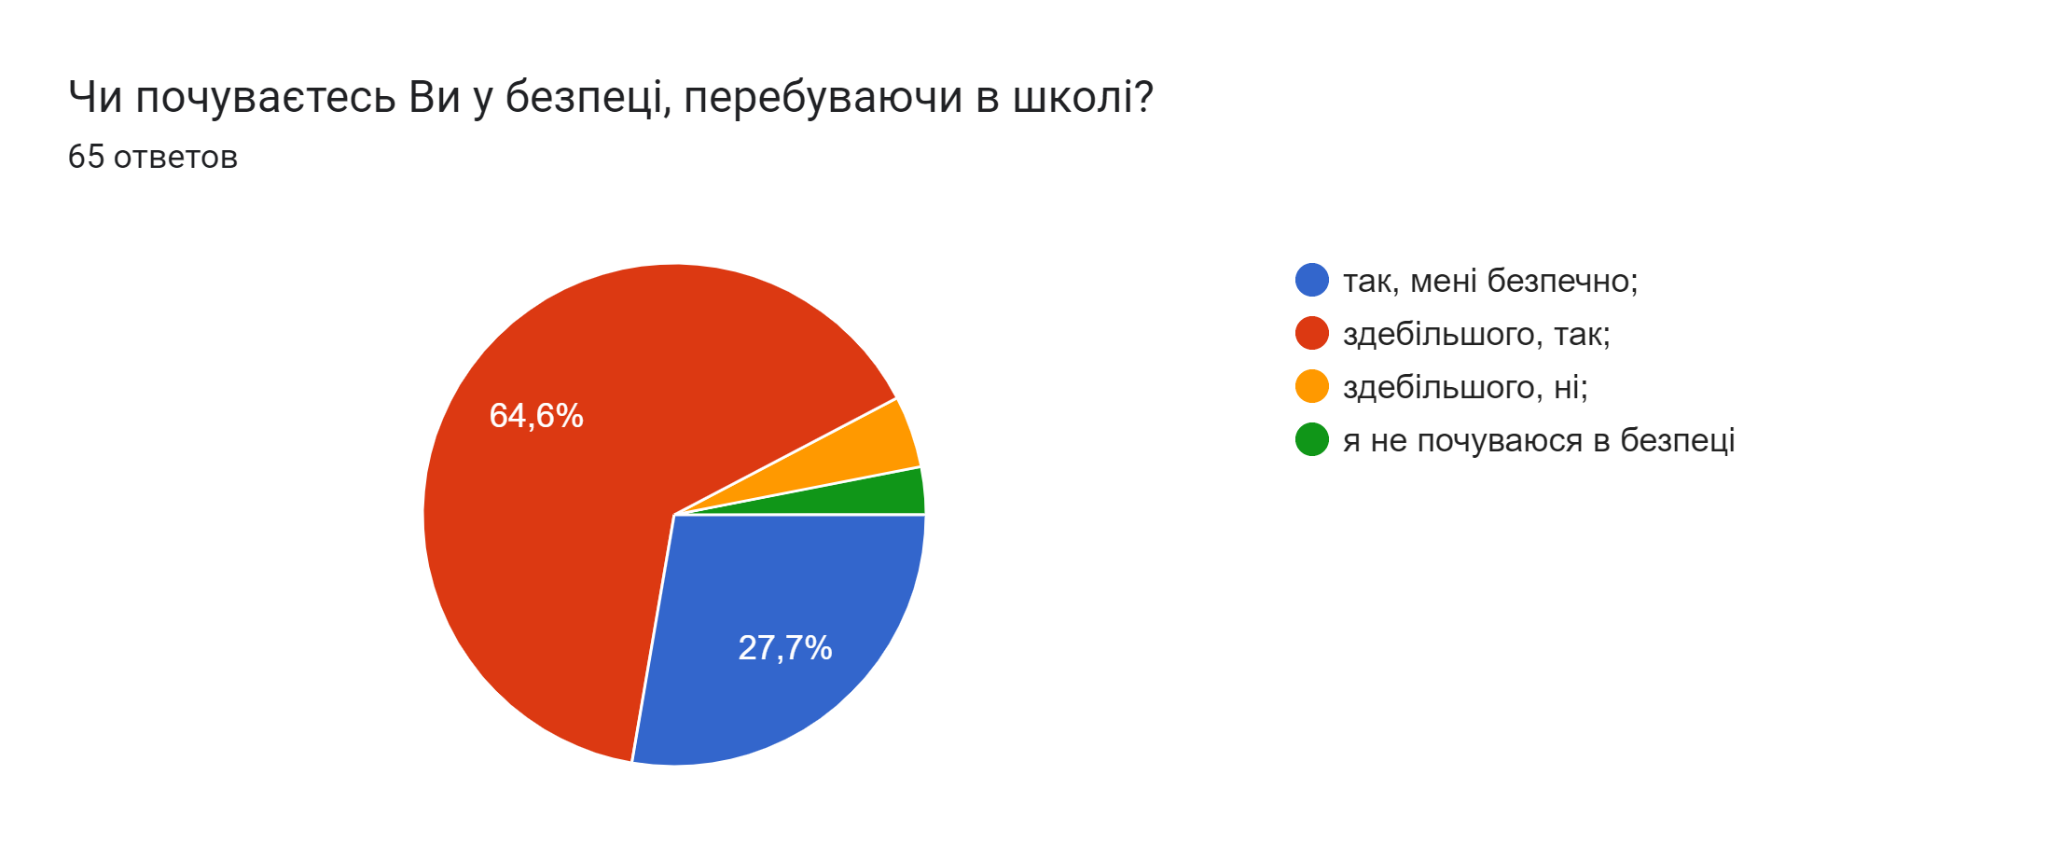 Чи почуваєтесь Ви у безпеці, перебуваючи в школі?
65 ответов
так, мені безпечно;
здебільшого, так;
здебільшого, ні;
я не почуваюся в безпеці
64,6%
27,7%